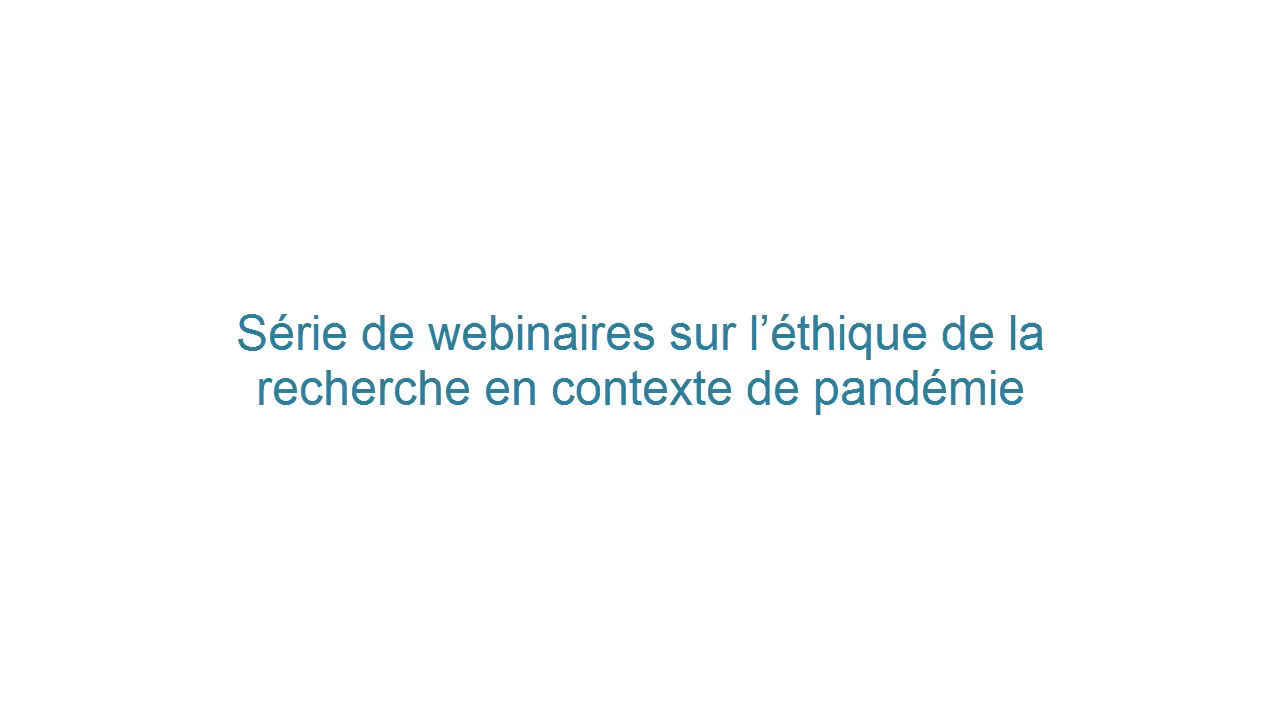 Série de webinaires sur l’éthique de la
recherche en contexte de pandémie